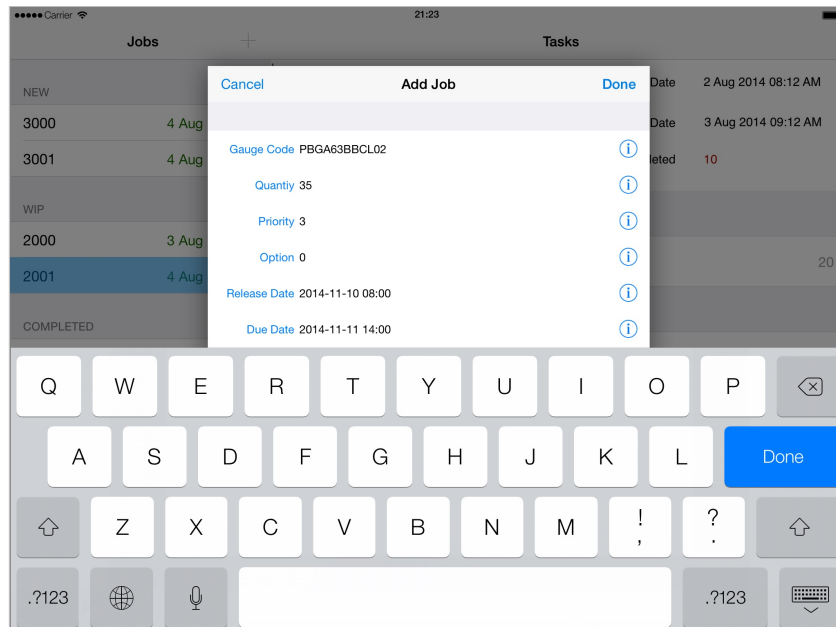 Carrier 21:23
Jobs Tasks
Cancel Add Job Done
NEW
Date 2 Aug 2014 08:12 AM
3000 4 Aug
Date 3 Aug 2014 09:12 AM
Gauge Code PBGA63BBCL02
3001 4 Aug
leted 10
Quantiy 35
WIP
Priority 3
2000 3 Aug
Option 0
20
2001 4 Aug
Release Date 2014-11-10 08:00
COMPLETED
Due Date 2014-11-11 14:00
Q W E R T Y U I O P
A S D F G H J K L Done
Z X C V B N M ! , ? .
.?123 .?123